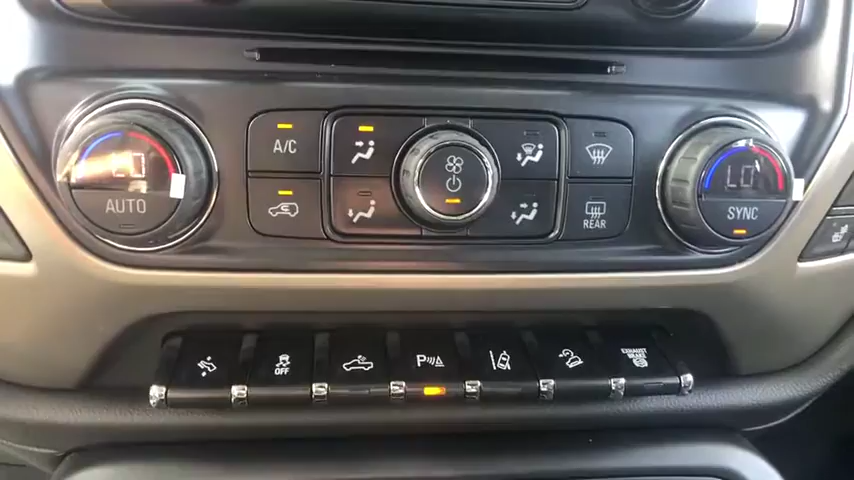 A/C
LO
AUTO
LO
SYNC
REAR
OFF
P
EXHAUST
BRAKE